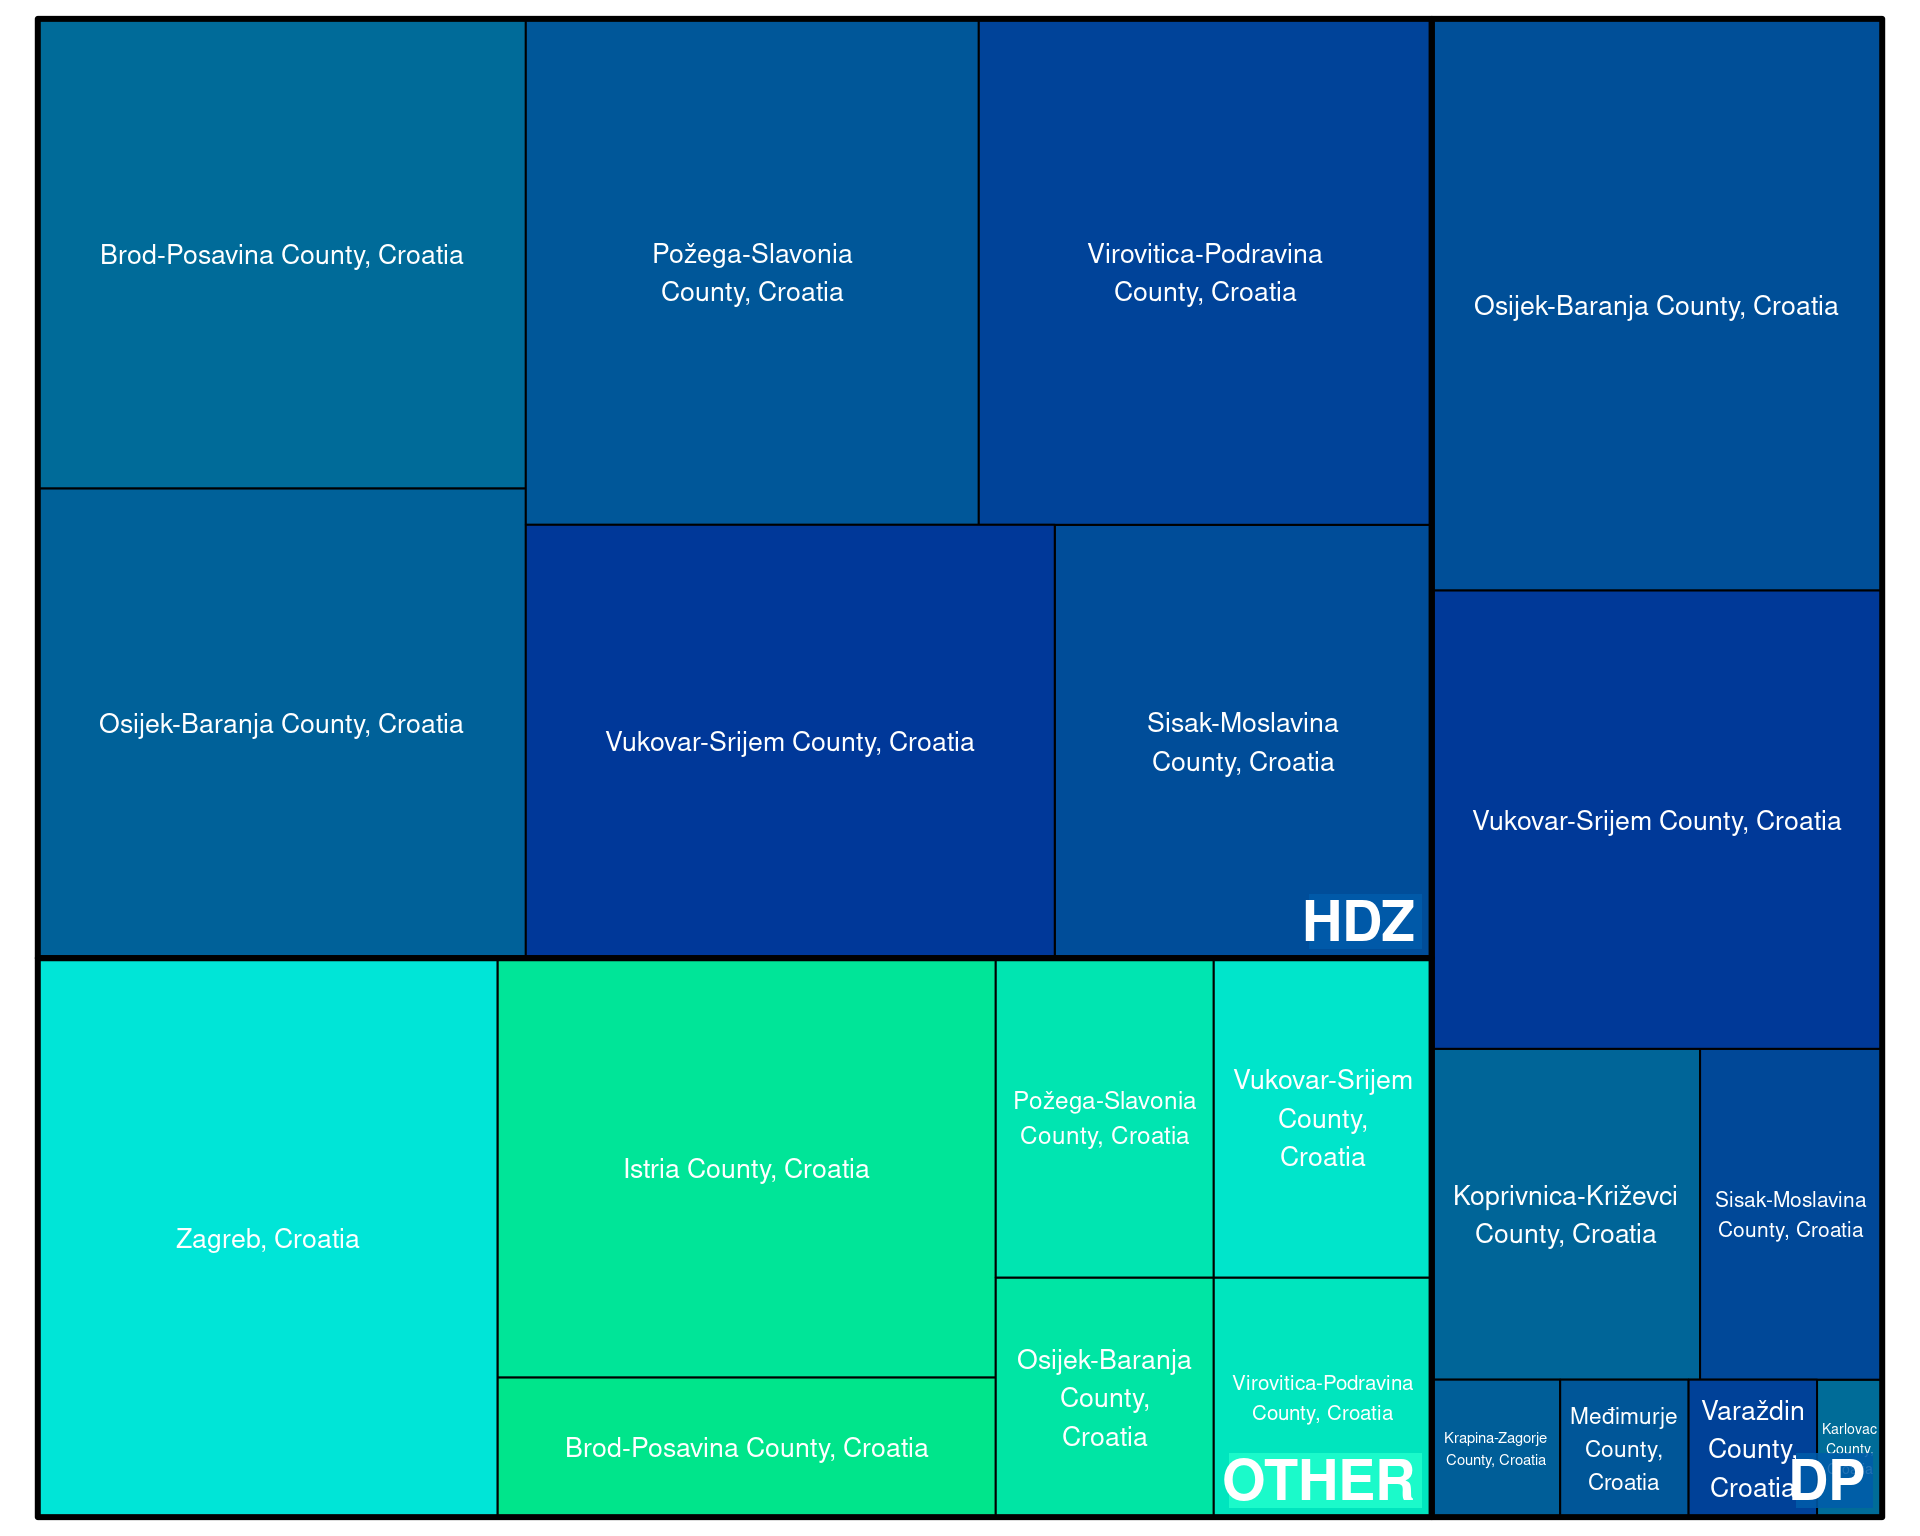 Brod-Posavina County, Croatia
Požega-Slavonia
County, Croatia
Virovitica-Podravina
County, Croatia
Osijek-Baranja County, Croatia
Osijek-Baranja County, Croatia
Vukovar-Srijem County, Croatia
Sisak-Moslavina
County, Croatia
HDZ
Vukovar-Srijem County, Croatia
Zagreb, Croatia
Istria County, Croatia
Brod-Posavina County, Croatia
Požega-Slavonia
County, Croatia
Vukovar-Srijem
County,
Croatia
Osijek-Baranja
County,
Croatia
Virovitica-Podravina
County, Croatia
OTHER
Koprivnica-Križevci
County, Croatia
Sisak-Moslavina
County, Croatia
Krapina-Zagorje
County, Croatia
Međimurje
County,
Croatia
Varaždin
County,
Croatia
Karlovac
County,
DP